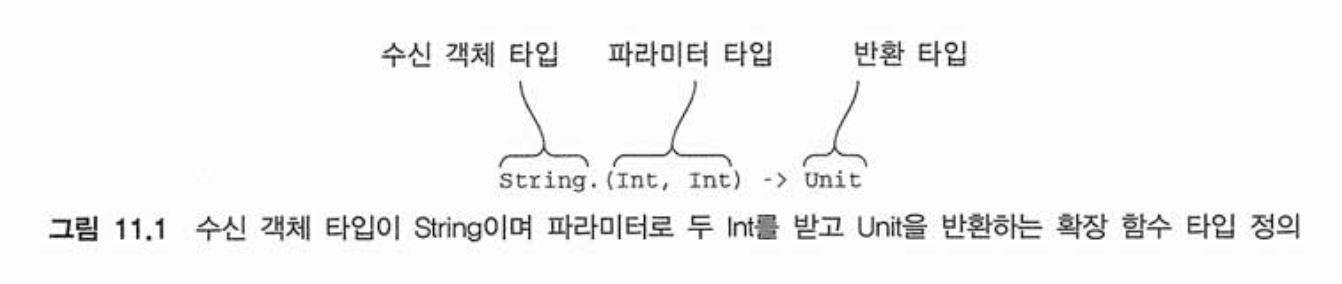 수신 객체 타입 파라미터 타입 반환 타입
String.(Int, Int) -> Unit
그림 11.1 수신 객체 타입이 String이며 파라미터로 두 Int를 받고 Unit을 반환하는 확장 함수 타입 정의